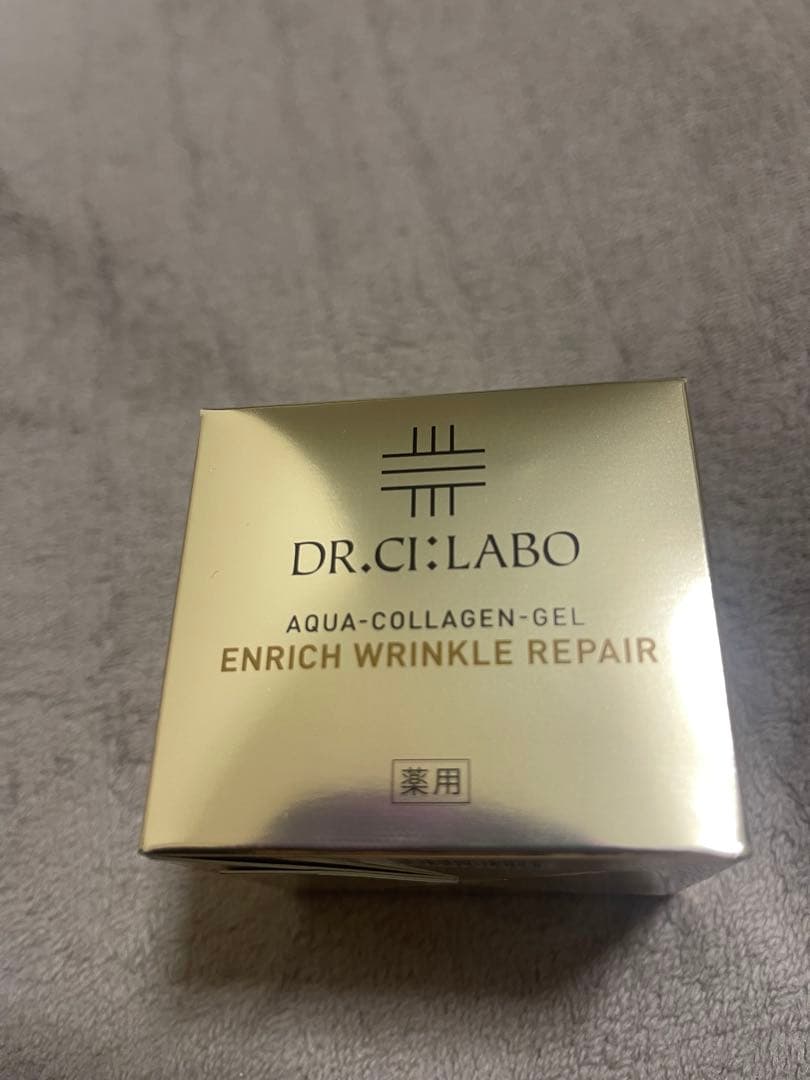 DR.CI:LABO
AQUA-COLLAGEN-GEL
ENRICH WRINKLE REPAIR
薬用